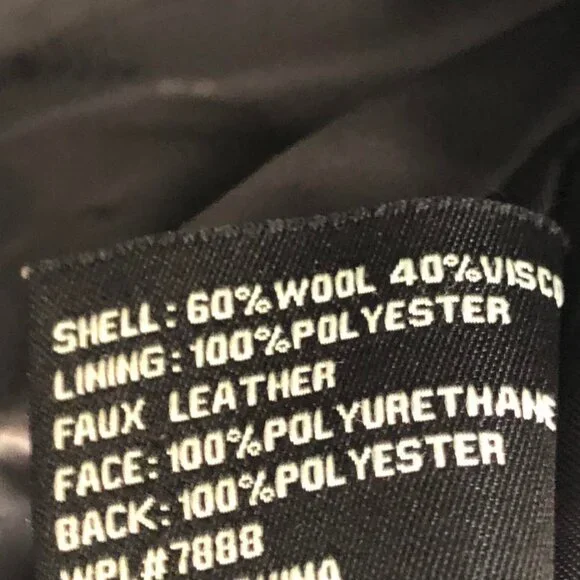 SHELL: 60%WOOL 40%VISCO
LINING: 100%POLYESTER
FAUX LEATHER
FACE: 100%POLYURETHANE
BACK: 100%POLYESTER
WPL#7888